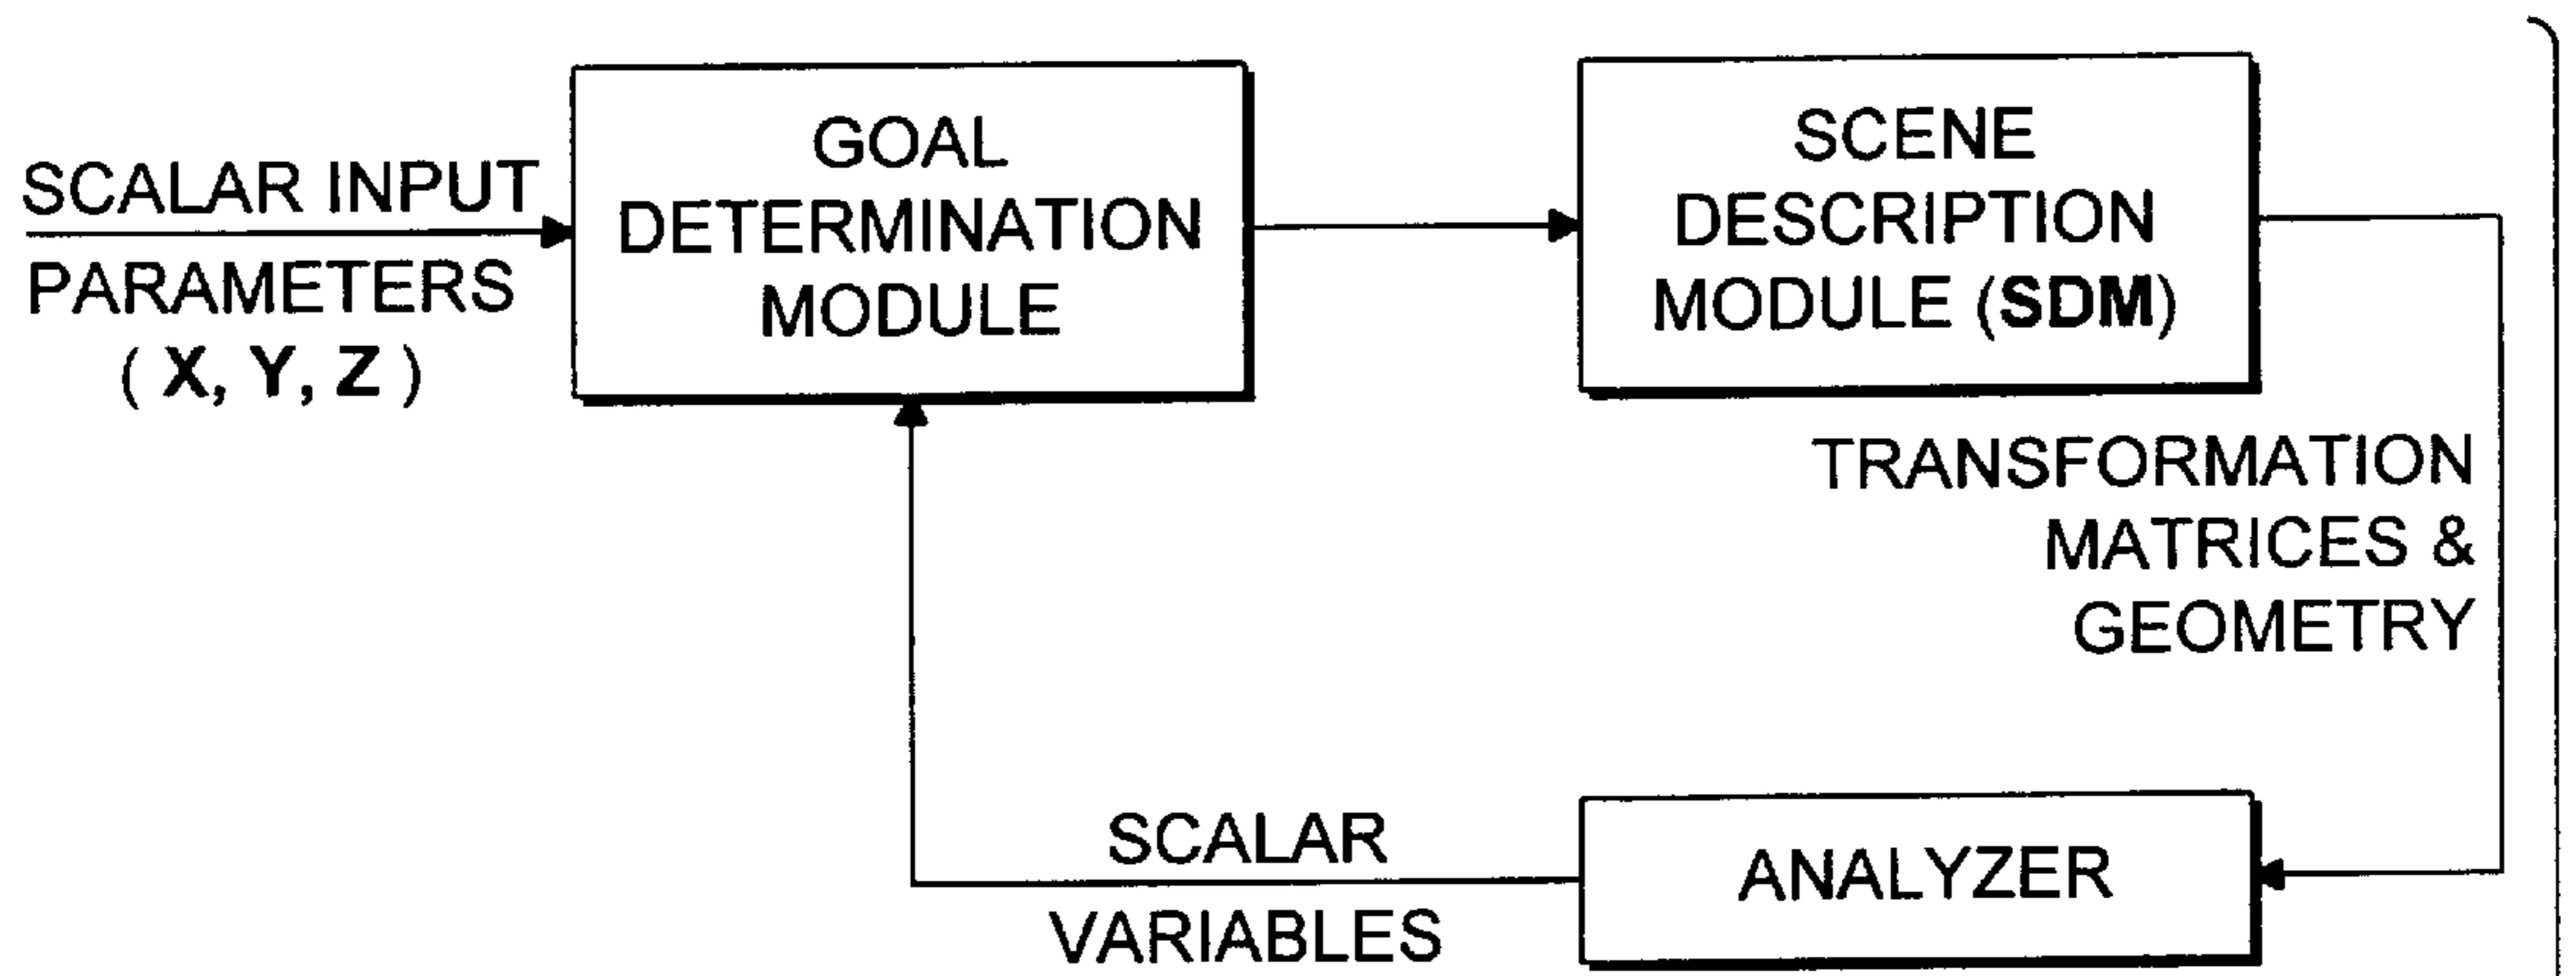 SCALAR INPUT
PARAMETERS
( X, Y, Z )
GOAL
DETERMINATION
MODULE
SCENE
DESCRIPTION
MODULE (SDM)
TRANSFORMATION
MATRICES &
GEOMETRY
SCALAR
VARIABLES
ANALYZER